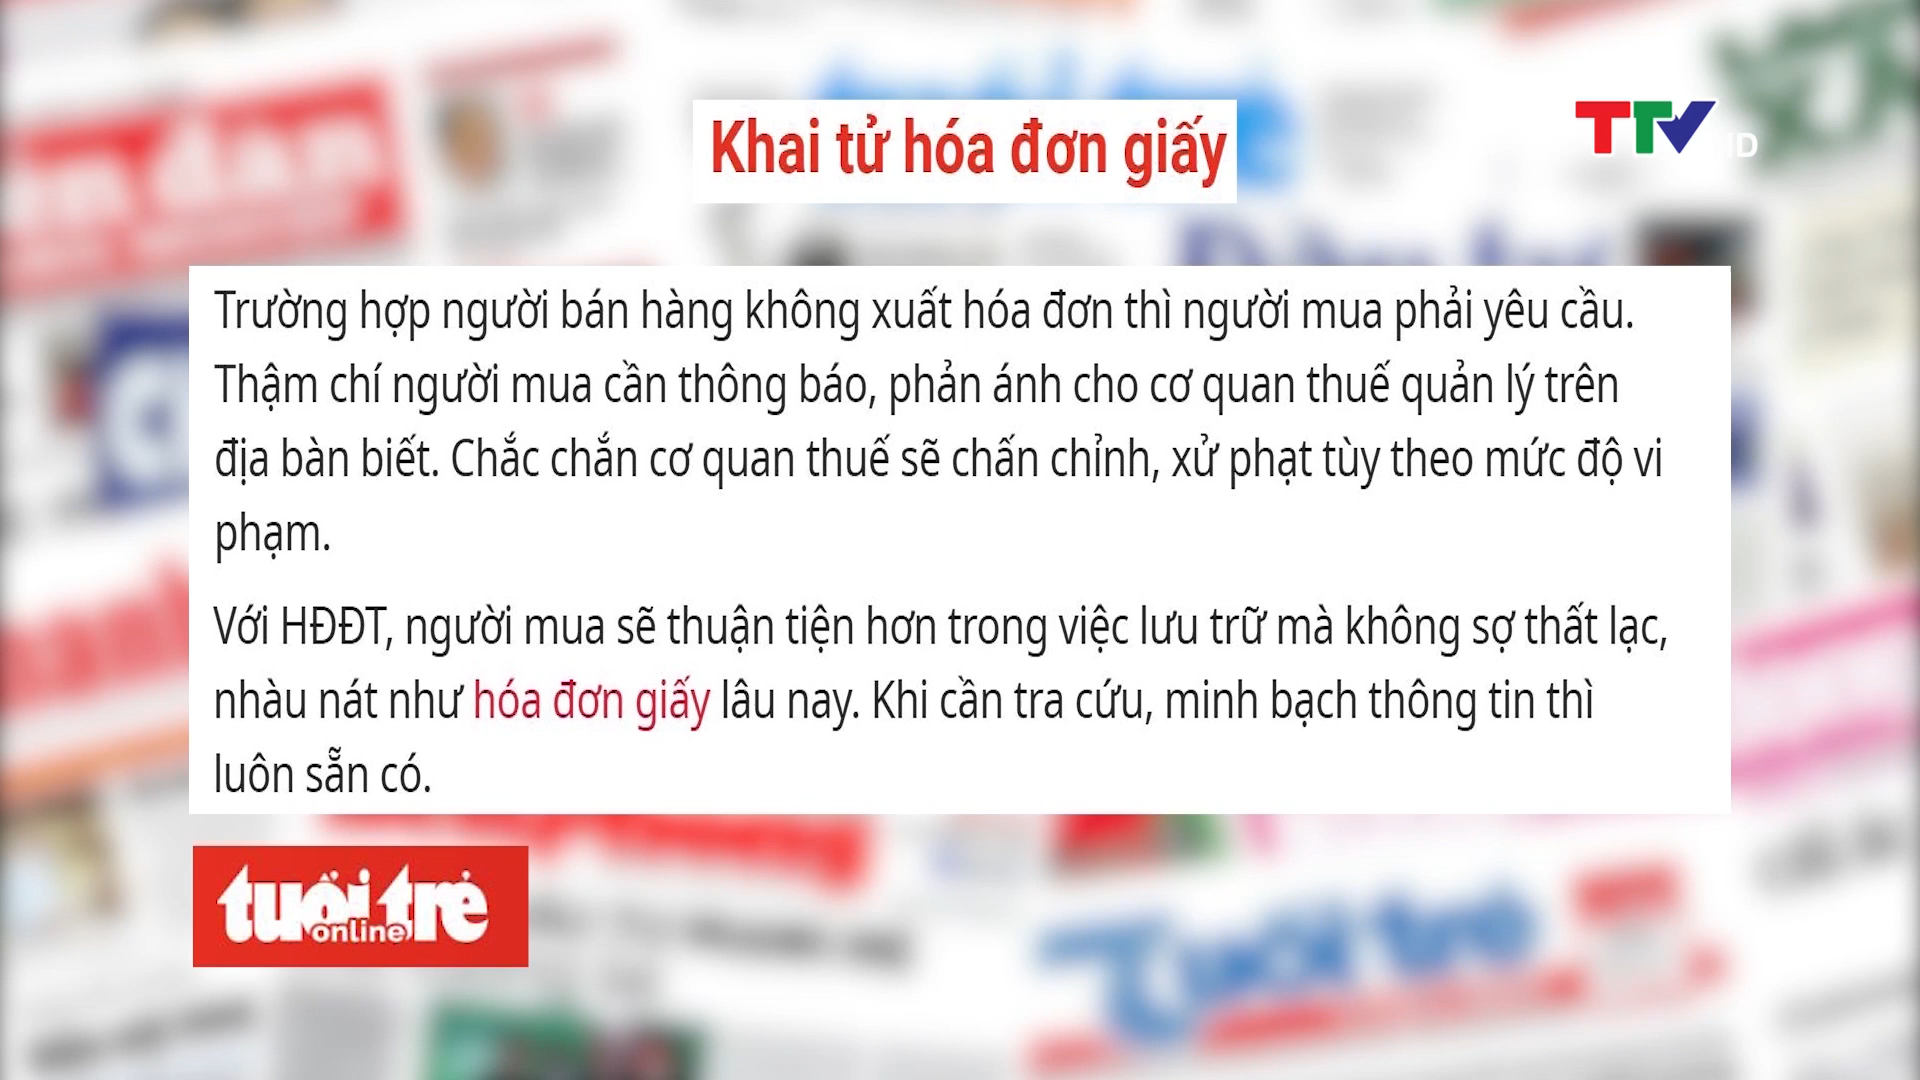 Khai tử hóa đơn giấy
TTV HD
Trường hợp người bán hàng không xuất hóa đơn thì người mua phải yêu cầu.
Thậm chí người mua cần thông báo, phản ánh cho cơ quan thuế quản lý trên
địa bàn biết. Chắc chắn cơ quan thuế sẽ chấn chỉnh, xử phạt tùy theo mức độ vi
phạm.
Với HĐĐT, người mua sẽ thuận tiện hơn trong việc lưu trữ mà không sợ thất lạc,
nhàu nát như hóa đơn giấy lâu nay. Khi cần tra cứu, minh bạch thông tin thì
luôn sẵn có.
tuổi trẻ
online
Tuổi trẻ